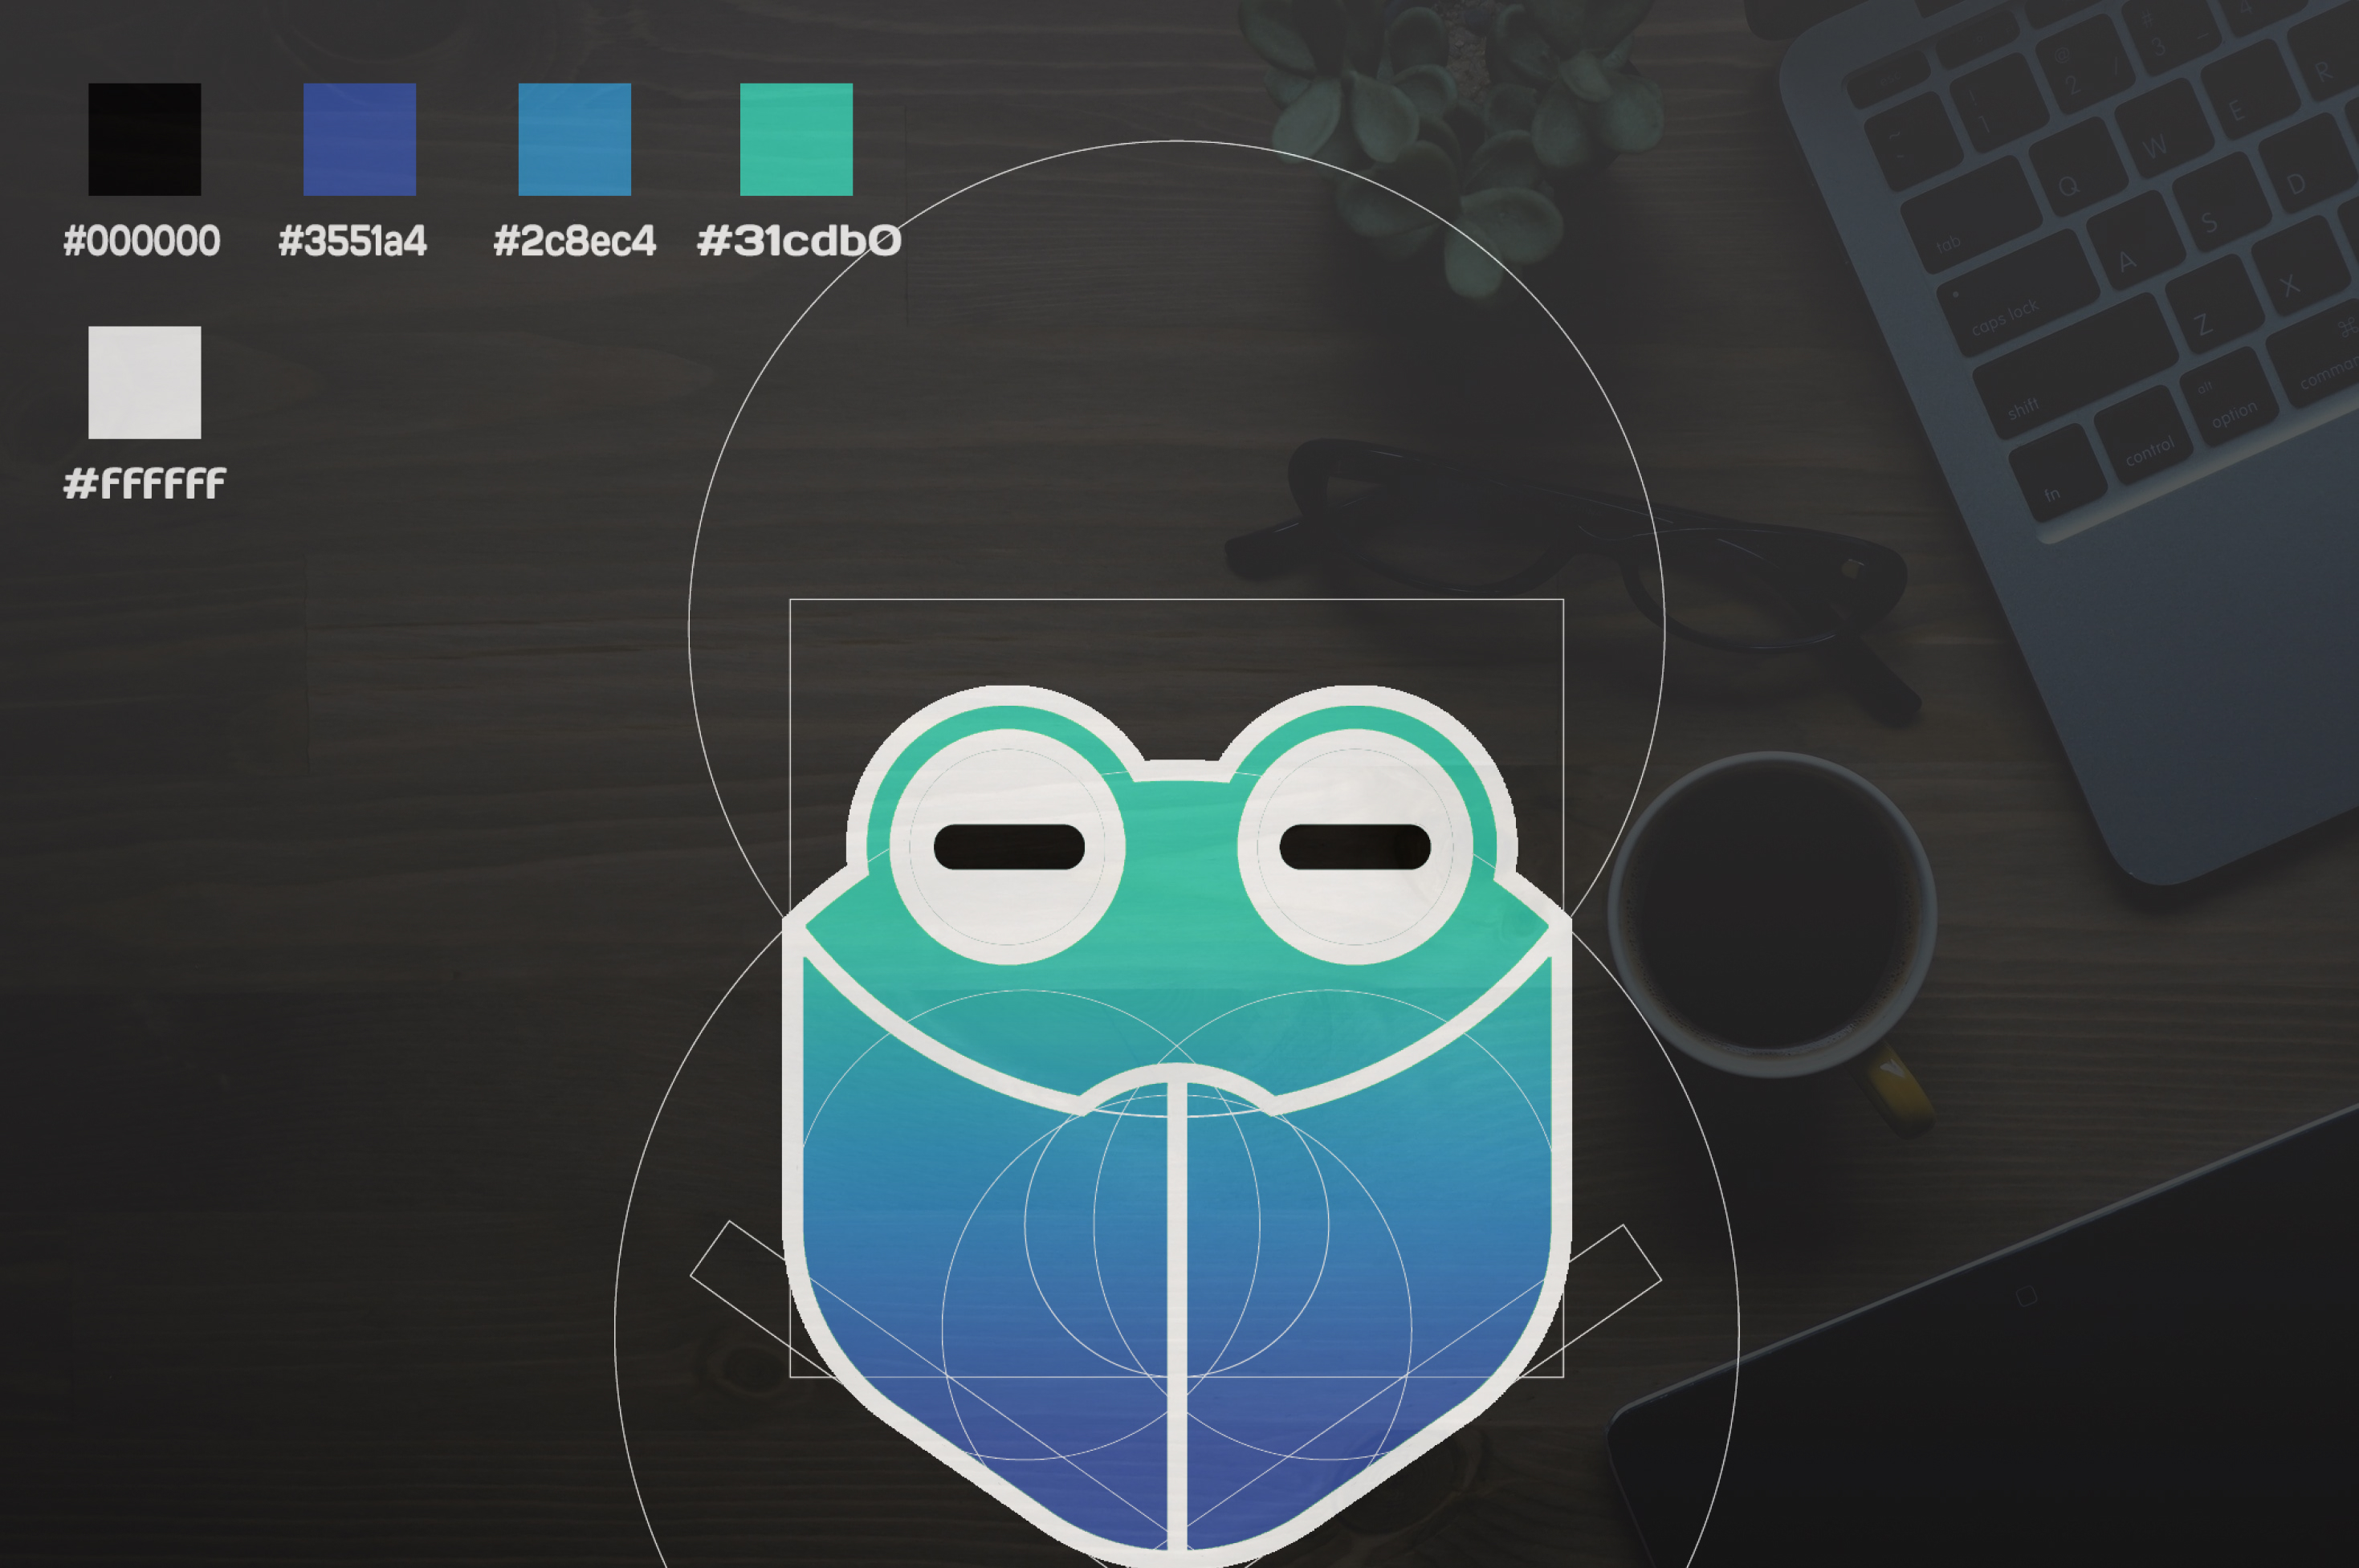 #000000 #3551a4 #2c8ec4 #31cdb0
#ffffff
~ ! 1 @ 2 # 3 4
tab Q W E R
caps lock A S D
shift Z X
fn control alt option command